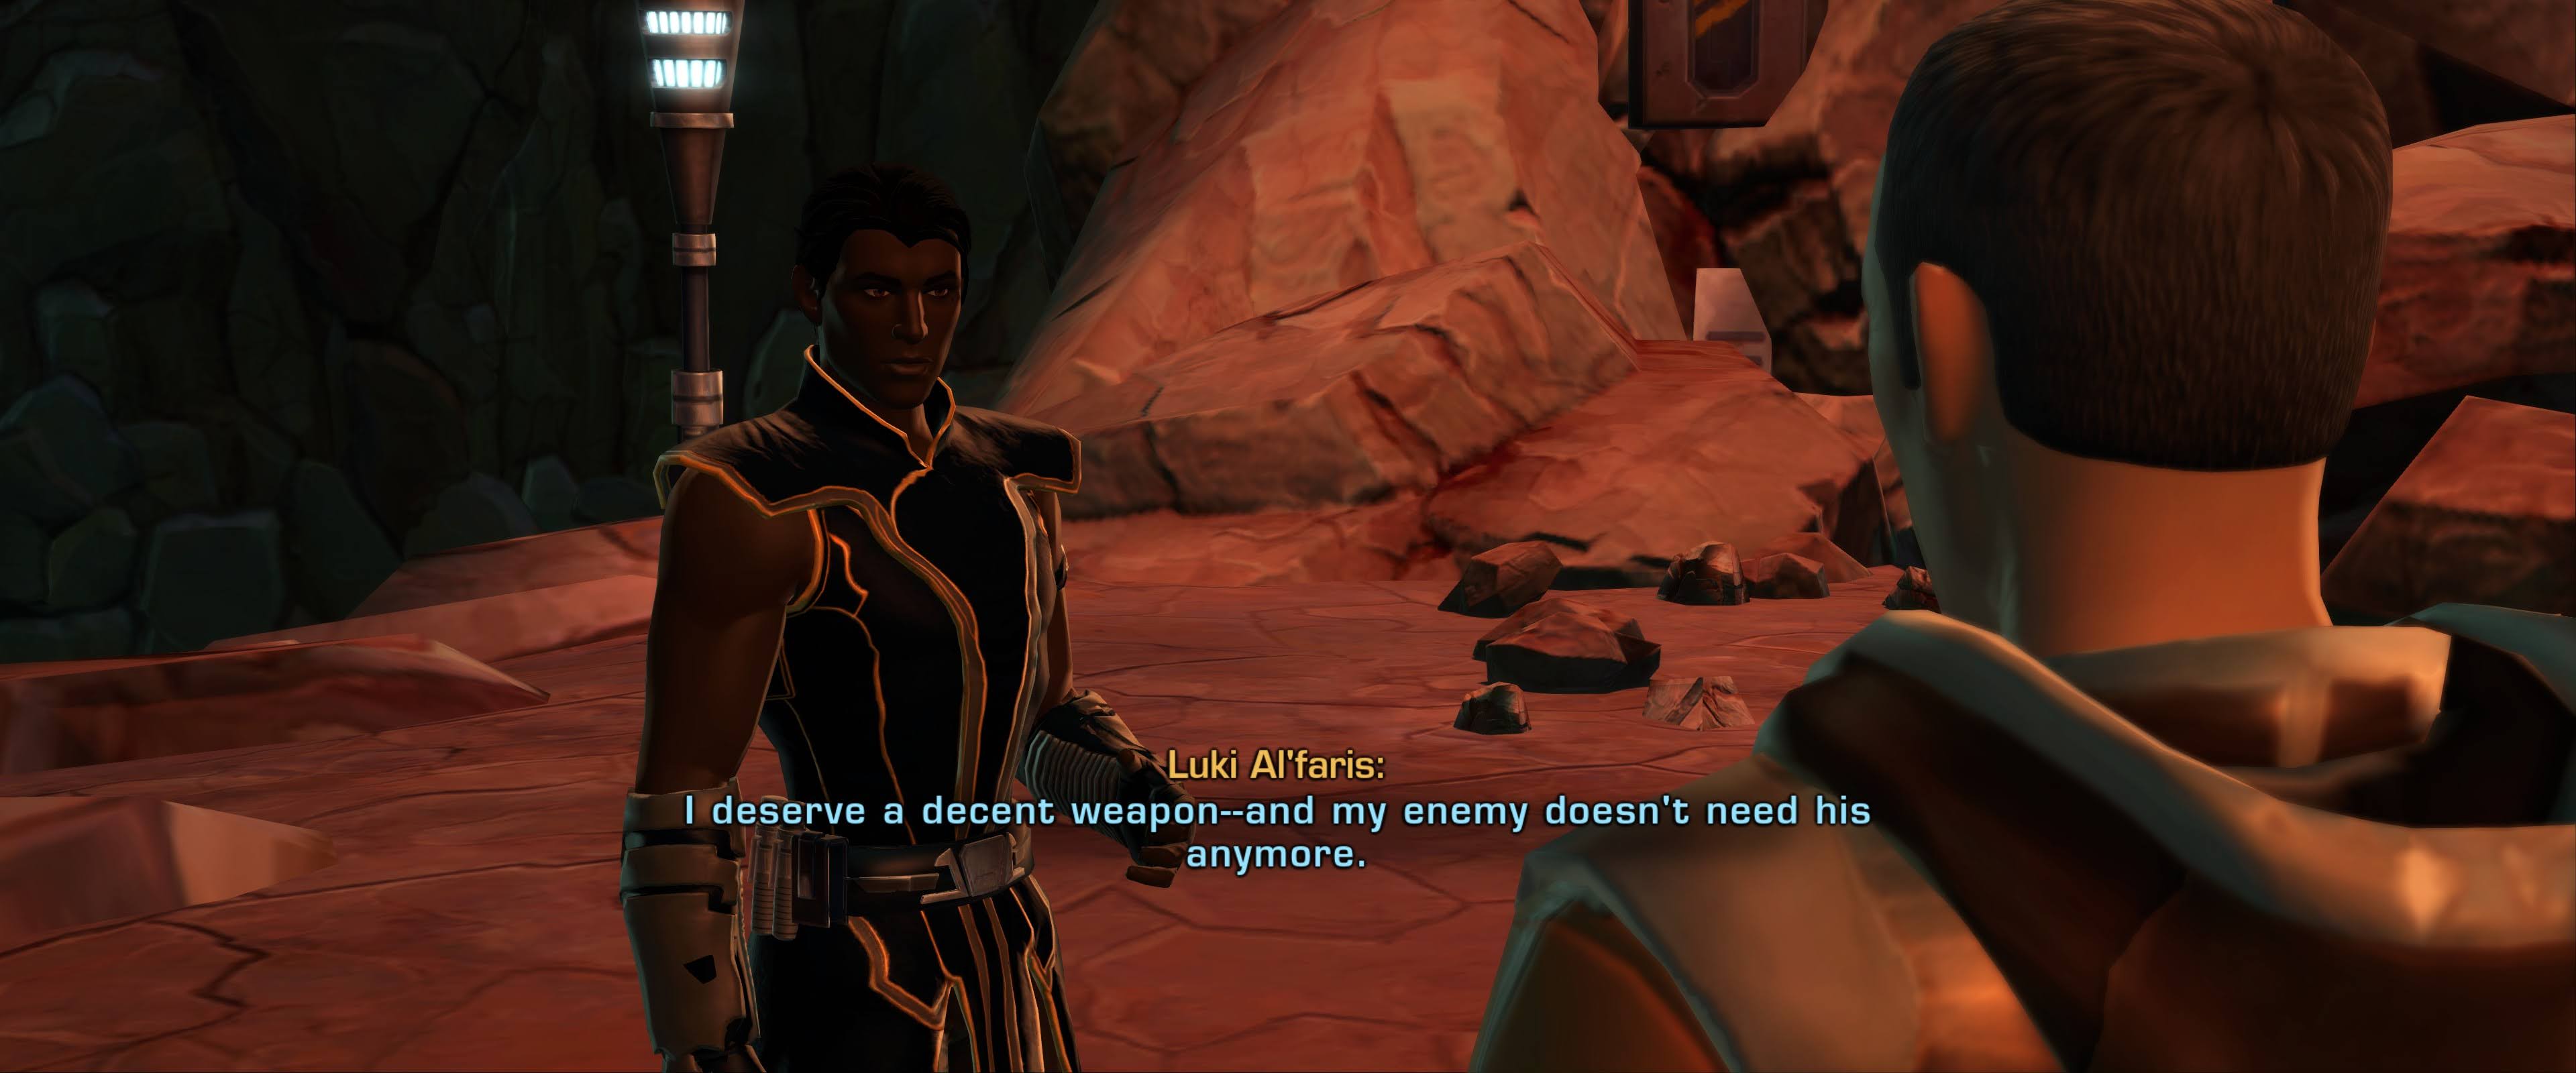 Luki Al'faris:
I deserve a decent weapon--and my enemy doesn't need his
anymore.